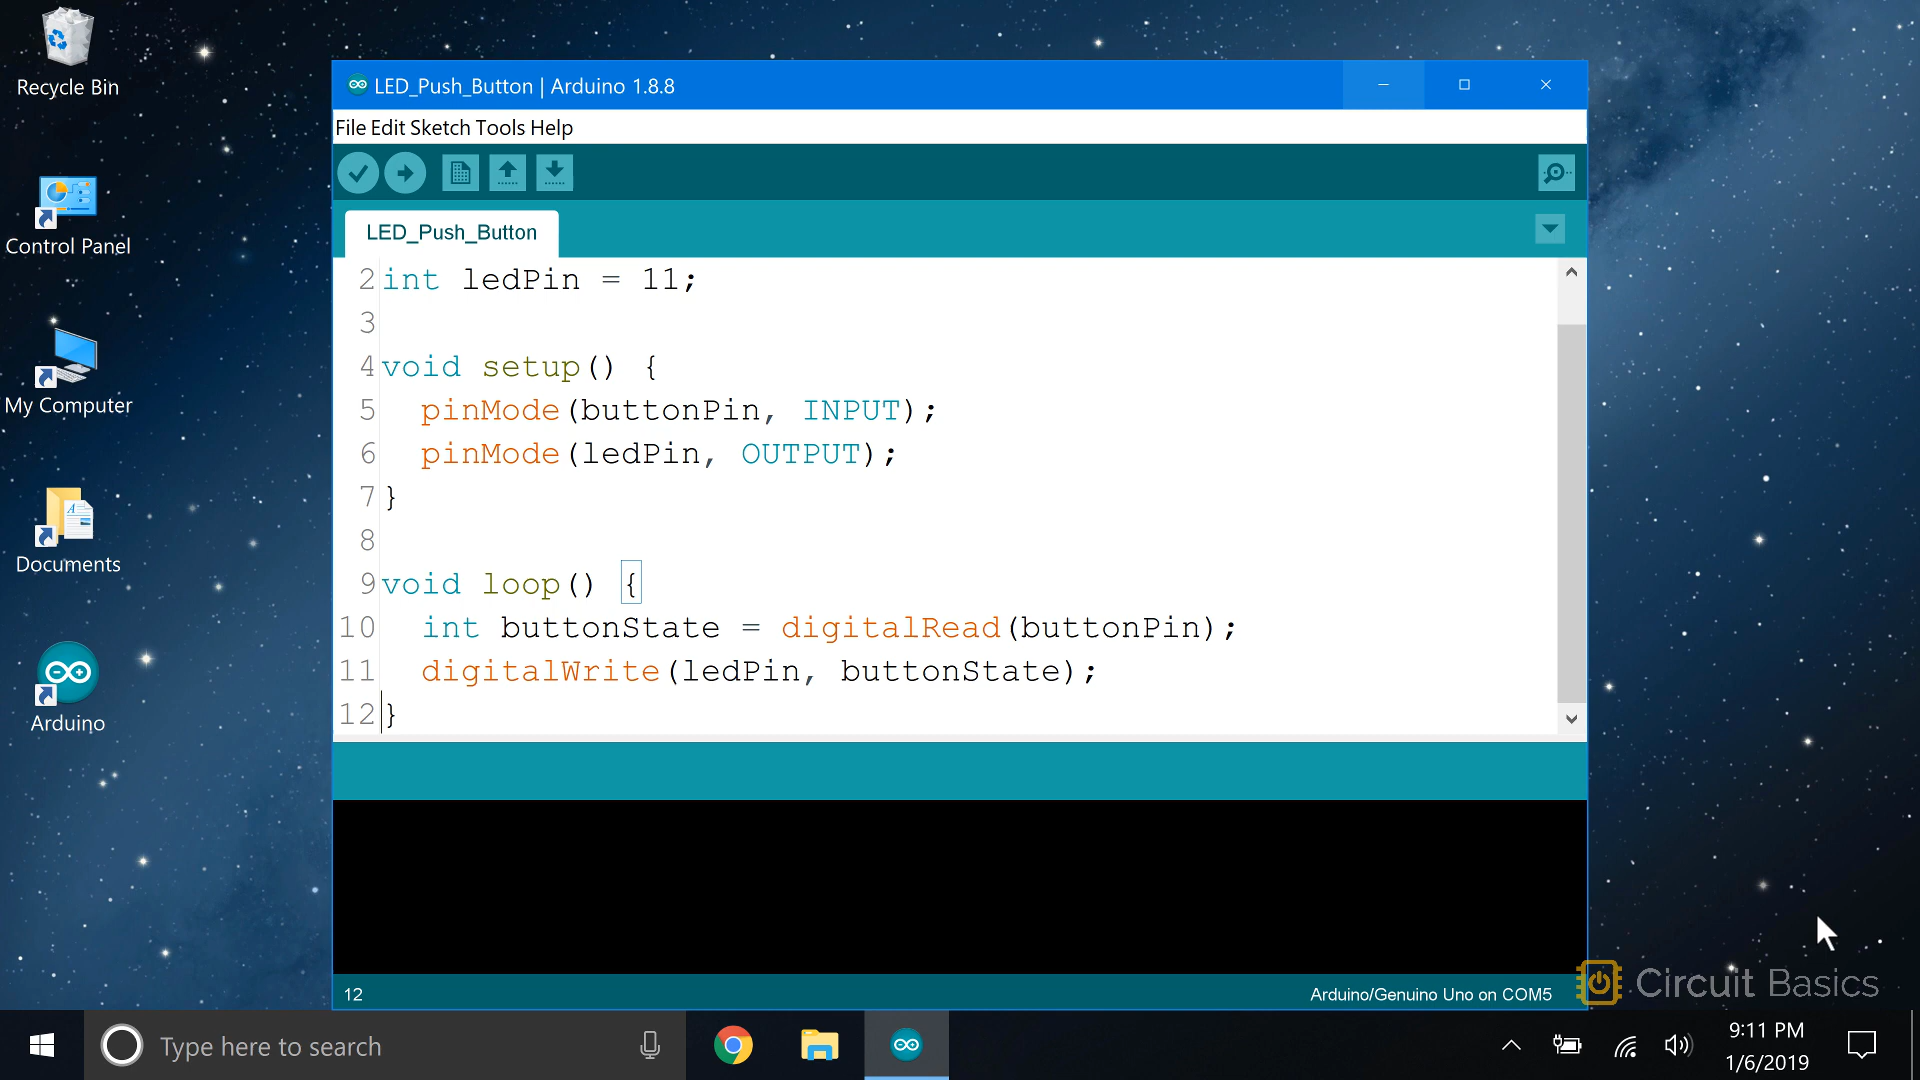 Recycle Bin
Control Panel
My Computer
Documents
Arduino
LED_Push_Button | Arduino 1.8.8
File Edit Sketch Tools Help
LED_Push_Button
2 int ledPin = 11;
3
4 void setup() {
5   pinMode(buttonPin, INPUT);
6   pinMode(ledPin, OUTPUT);
7 }
8
9 void loop() {
10   int buttonState = digitalRead(buttonPin);
11   digitalWrite(ledPin, buttonState);
12 }
12
Arduino/Genuino Uno on COM5
Circuit Basics
Type here to search
9:11 PM
1/6/2019